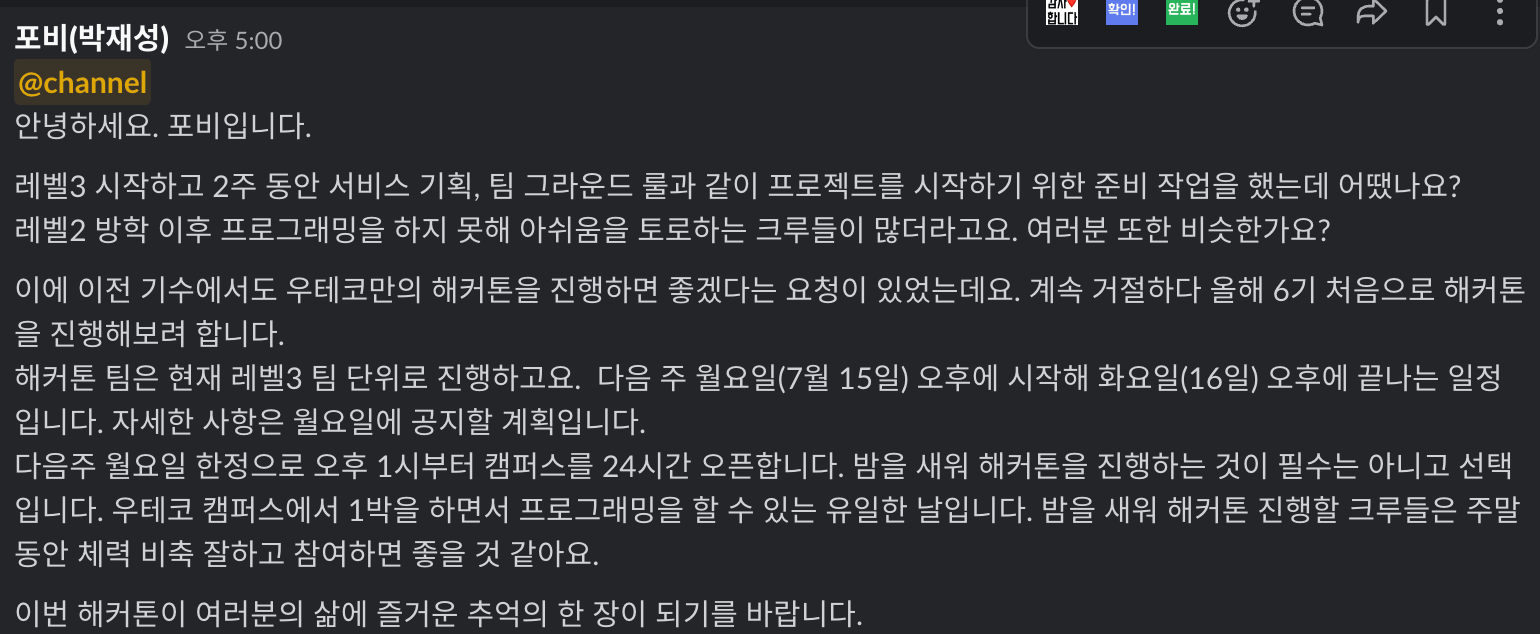 감사♥
합니다
확인!
완료!
포비(박재성) 오후 5:00
@channel
안녕하세요. 포비입니다.
레벨3 시작하고 2주 동안 서비스 기획, 팀 그라운드 룰과 같이 프로젝트를 시작하기 위한 준비 작업을 했는데 어땠나요?
레벨2 방학 이후 프로그래밍을 하지 못해 아쉬움을 토로하는 크루들이 많더라고요. 여러분 또한 비슷한가요?
이에 이전 기수에서도 우테코만의 해커톤을 진행하면 좋겠다는 요청이 있었는데요. 계속 거절하다 올해 6기 처음으로 해커톤
을 진행해보려 합니다.
해커톤 팀은 현재 레벨3 팀 단위로 진행하고요.  다음 주 월요일(7월 15일) 오후에 시작해 화요일(16일) 오후에 끝나는 일정
입니다. 자세한 사항은 월요일에 공지할 계획입니다.
다음주 월요일 한정으로 오후 1시부터 캠퍼스를 24시간 오픈합니다. 밤을 새워 해커톤을 진행하는 것이 필수는 아니고 선택
입니다. 우테코 캠퍼스에서 1박을 하면서 프로그래밍을 할 수 있는 유일한 날입니다. 밤을 새워 해커톤 진행할 크루들은 주말
동안 체력 비축 잘하고 참여하면 좋을 것 같아요.
이번 해커톤이 여러분의 삶에 즐거운 추억의 한 장이 되기를 바랍니다.